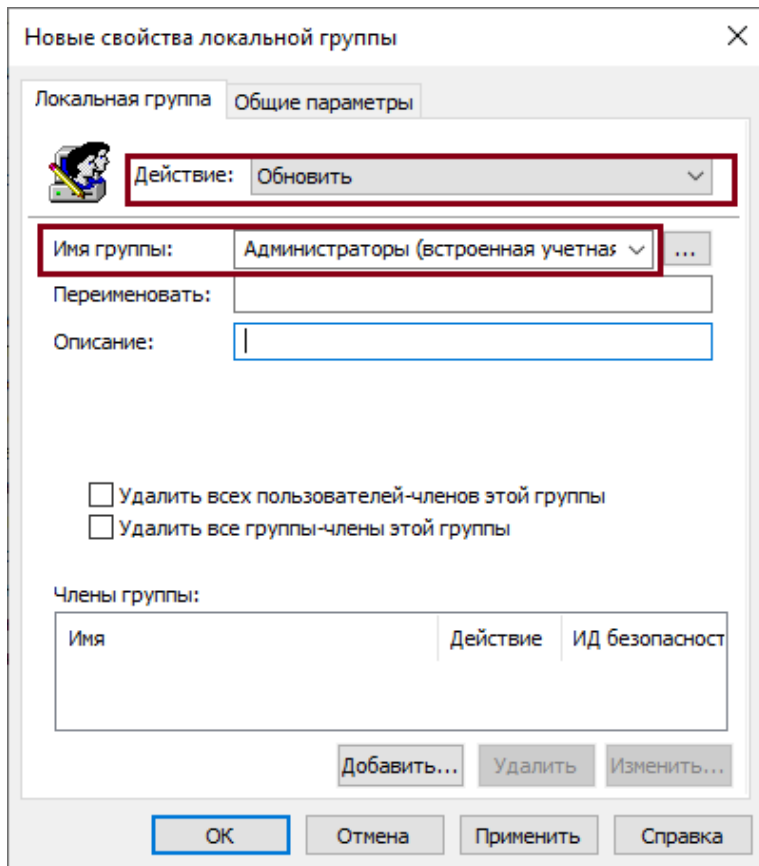 Новые свойства локальной группы
Локальная группа Общие параметры
Действие: Обновить
Имя группы: Администраторы (встроенная учетная ...
Переименовать:
Описание:
Удалить всех пользователей-членов этой группы
Удалить все группы-члены этой группы
Члены группы:
Имя Действие ИД безопасност
Добавить... Удалить Изменить...
ОК Отмена Применить Справка